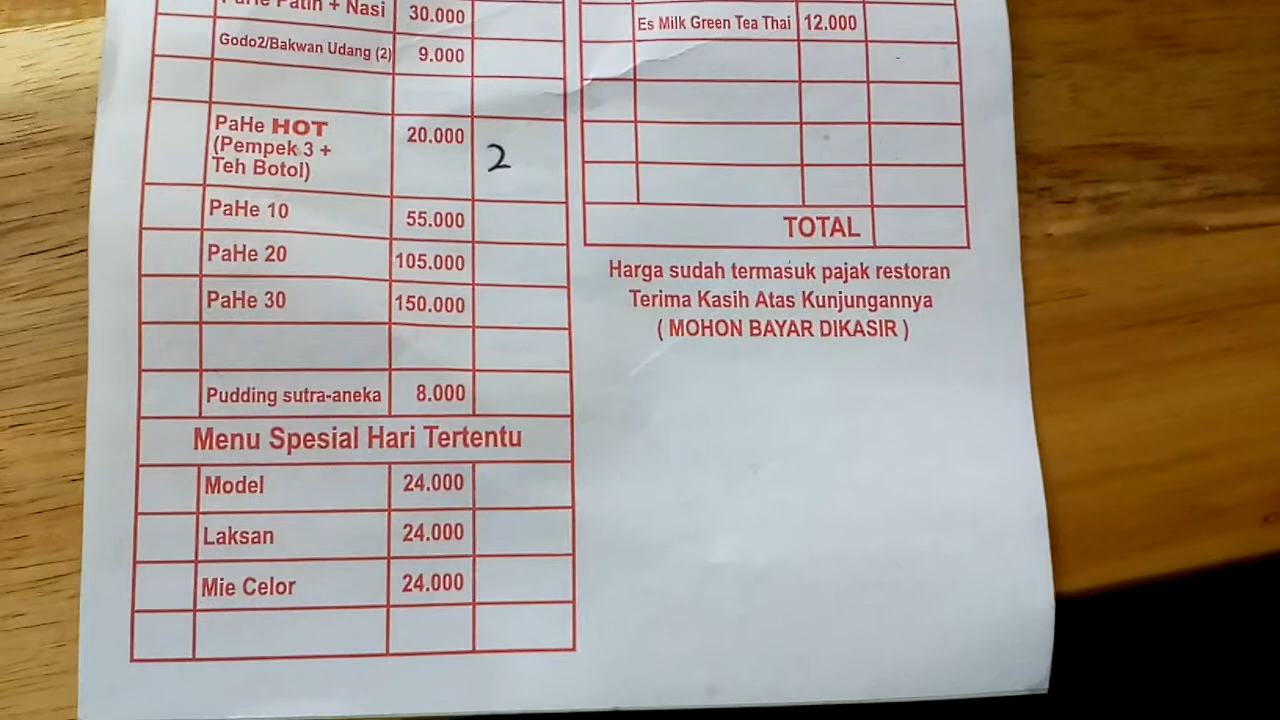 Patin + Nasi 30.000
Godo2/Bakwan Udang (2) 9.000
PaHe HOT
(Pempek 3 +
Teh Botol) 20.000 2
PaHe 10 55.000
PaHe 20 105.000
PaHe 30 150.000
Pudding sutra-aneka 8.000
Menu Spesial Hari Tertentu
Model 24.000
Laksan 24.000
Mie Celor 24.000
Es Milk Green Tea Thai 12.000
TOTAL
Harga sudah termasuk pajak restoran
Terima Kasih Atas Kunjungannya
( MOHON BAYAR DIKASIR )